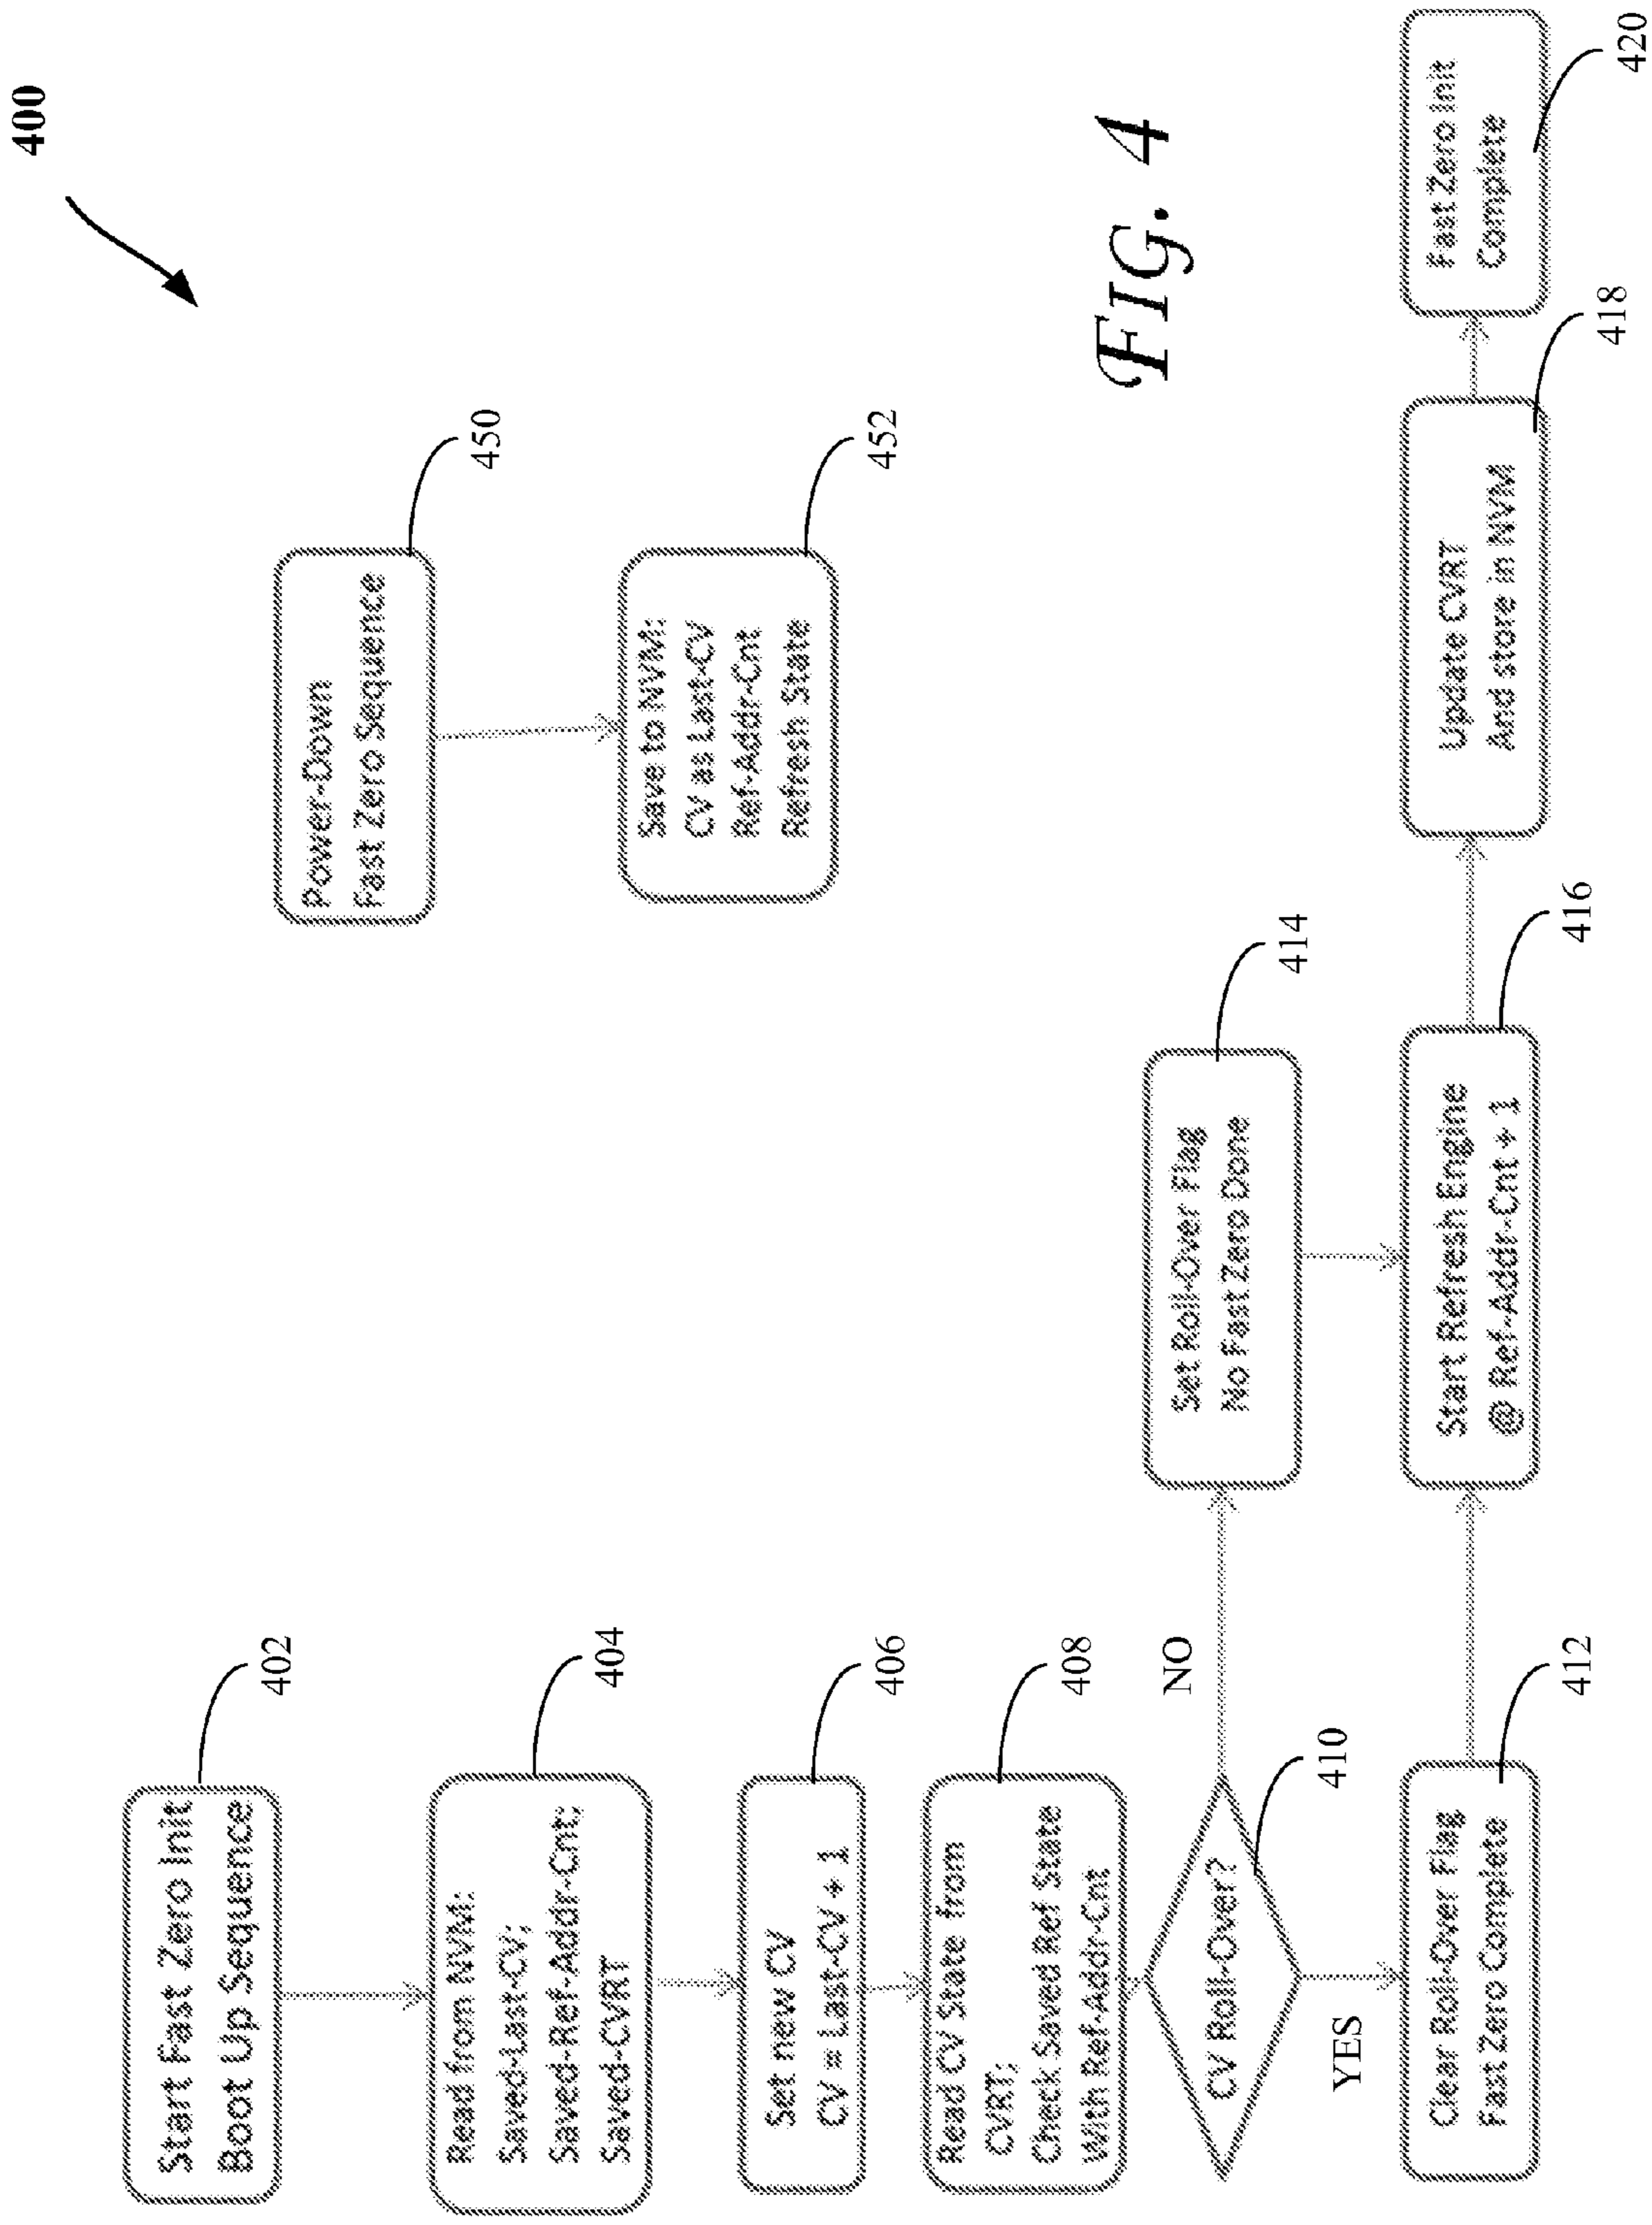 400
Start Fast Zero Init
Boot Up Sequence
402
Read from NVM:
Saved-Last-CV;
Saved-Ref-Addr-Cnt;
Saved-CVRT
404
Set new CV
CV = Last-CV + 1
406
Read CV State from
CVRT;
Check Saved Ref State
With Ref-Addr-Cnt
408
CV Roll-Over?
410
NO
YES
Clear Roll-Over Flag
Fast Zero Complete
412
Set Roll-Over Flag
No Fast Zero Done
414
Start Refresh Engine
@ Ref-Addr-Cnt + 1
416
Update CVRT
And store in NVM
418
Fast Zero Init
Complete
420
Power-Down
Fast Zero Sequence
450
Save to NVM:
CV as Last-CV
Ref-Addr-Cnt
Refresh State
452
FIG. 4